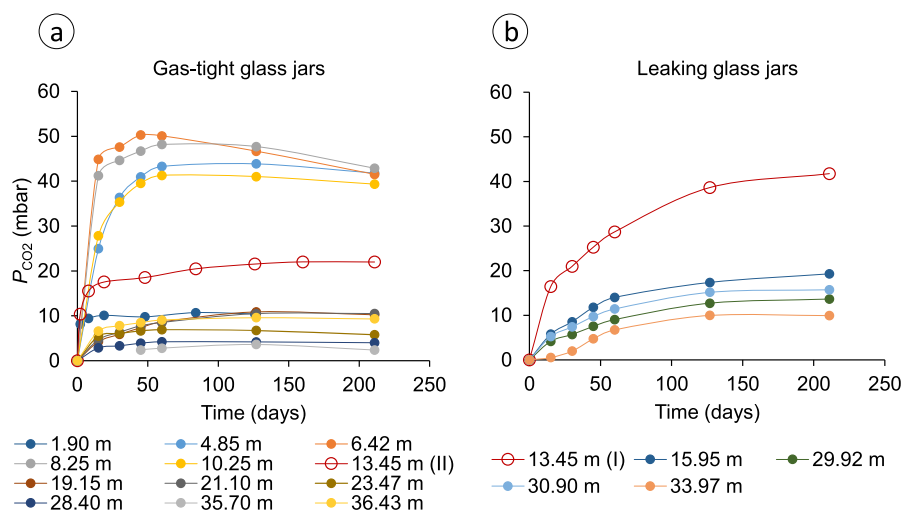 a
Gas-tight glass jars
60
50
40
30
20
10
0
P_CO2 (mbar)
0 50 100 150 200 250
Time (days)
1.90 m 4.85 m 6.42 m
8.25 m 10.25 m 13.45 m (II)
19.15 m 21.10 m 23.47 m
28.40 m 35.70 m 36.43 m
b
Leaking glass jars
60
50
40
30
20
10
0
0 50 100 150 200 250
Time (days)
13.45 m (I) 15.95 m 29.92 m
30.90 m 33.97 m